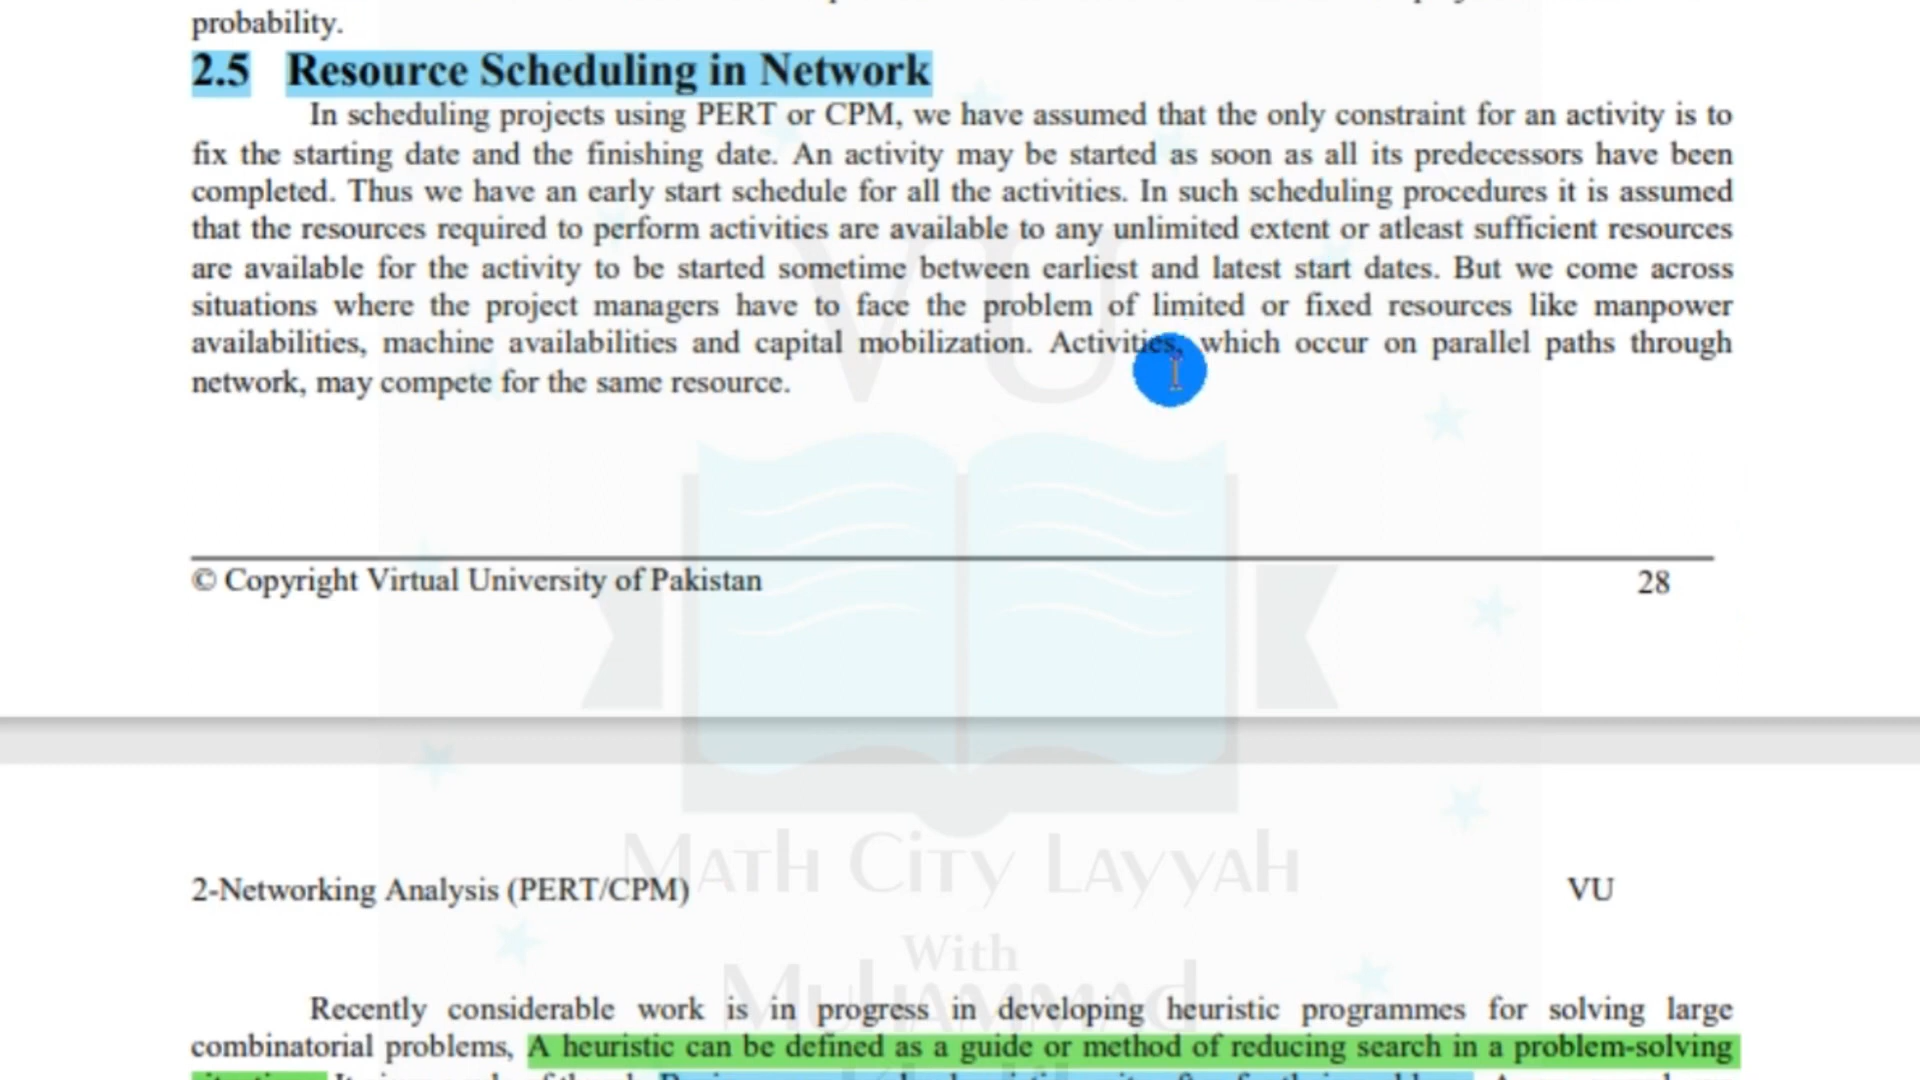 probability.
2.5 Resource Scheduling in Network
In scheduling projects using PERT or CPM, we have assumed that the only constraint for an activity is to
fix the starting date and the finishing date. An activity may be started as soon as all its predecessors have been
completed. Thus we have an early start schedule for all the activities. In such scheduling procedures it is assumed
that the resources required to perform activities are available to any unlimited extent or atleast sufficient resources
are available for the activity to be started sometime between earliest and latest start dates. But we come across
situations where the project managers have to face the problem of limited or fixed resources like manpower
availabilities, machine availabilities and capital mobilization. Activities, which occur on parallel paths through
network, may compete for the same resource.
VU
© Copyright Virtual University of Pakistan 28
Math City Layyah
2-Networking Analysis (PERT/CPM) VU
With
Muhammad
Recently considerable work is in progress in developing heuristic programmes for solving large
combinatorial problems, A heuristic can be defined as a guide or method of reducing search in a problem-solving